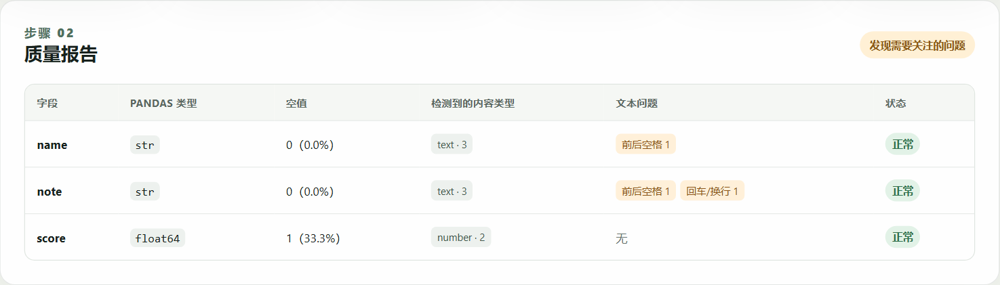 步骤 02
质量报告
发现需要关注的问题
字段 PANDAS 类型 空值 检测到的内容类型 文本问题 状态
name str 0 (0.0%) text · 3 前后空格 1 正常
note str 0 (0.0%) text · 3 前后空格 1 回车/换行 1 正常
score float64 1 (33.3%) number · 2 无 正常